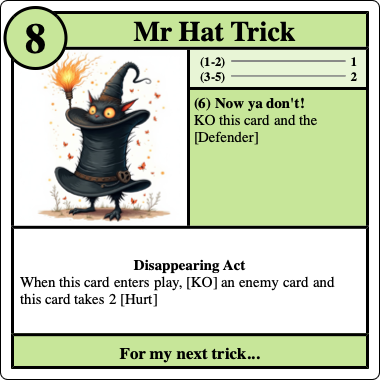 8
Mr Hat Trick
(1-2) 1
(3-5) 2
(6) Now ya don't!
KO this card and the
[Defender]
Disappearing Act
When this card enters play, [KO] an enemy card and
this card takes 2 [Hurt]
For my next trick...